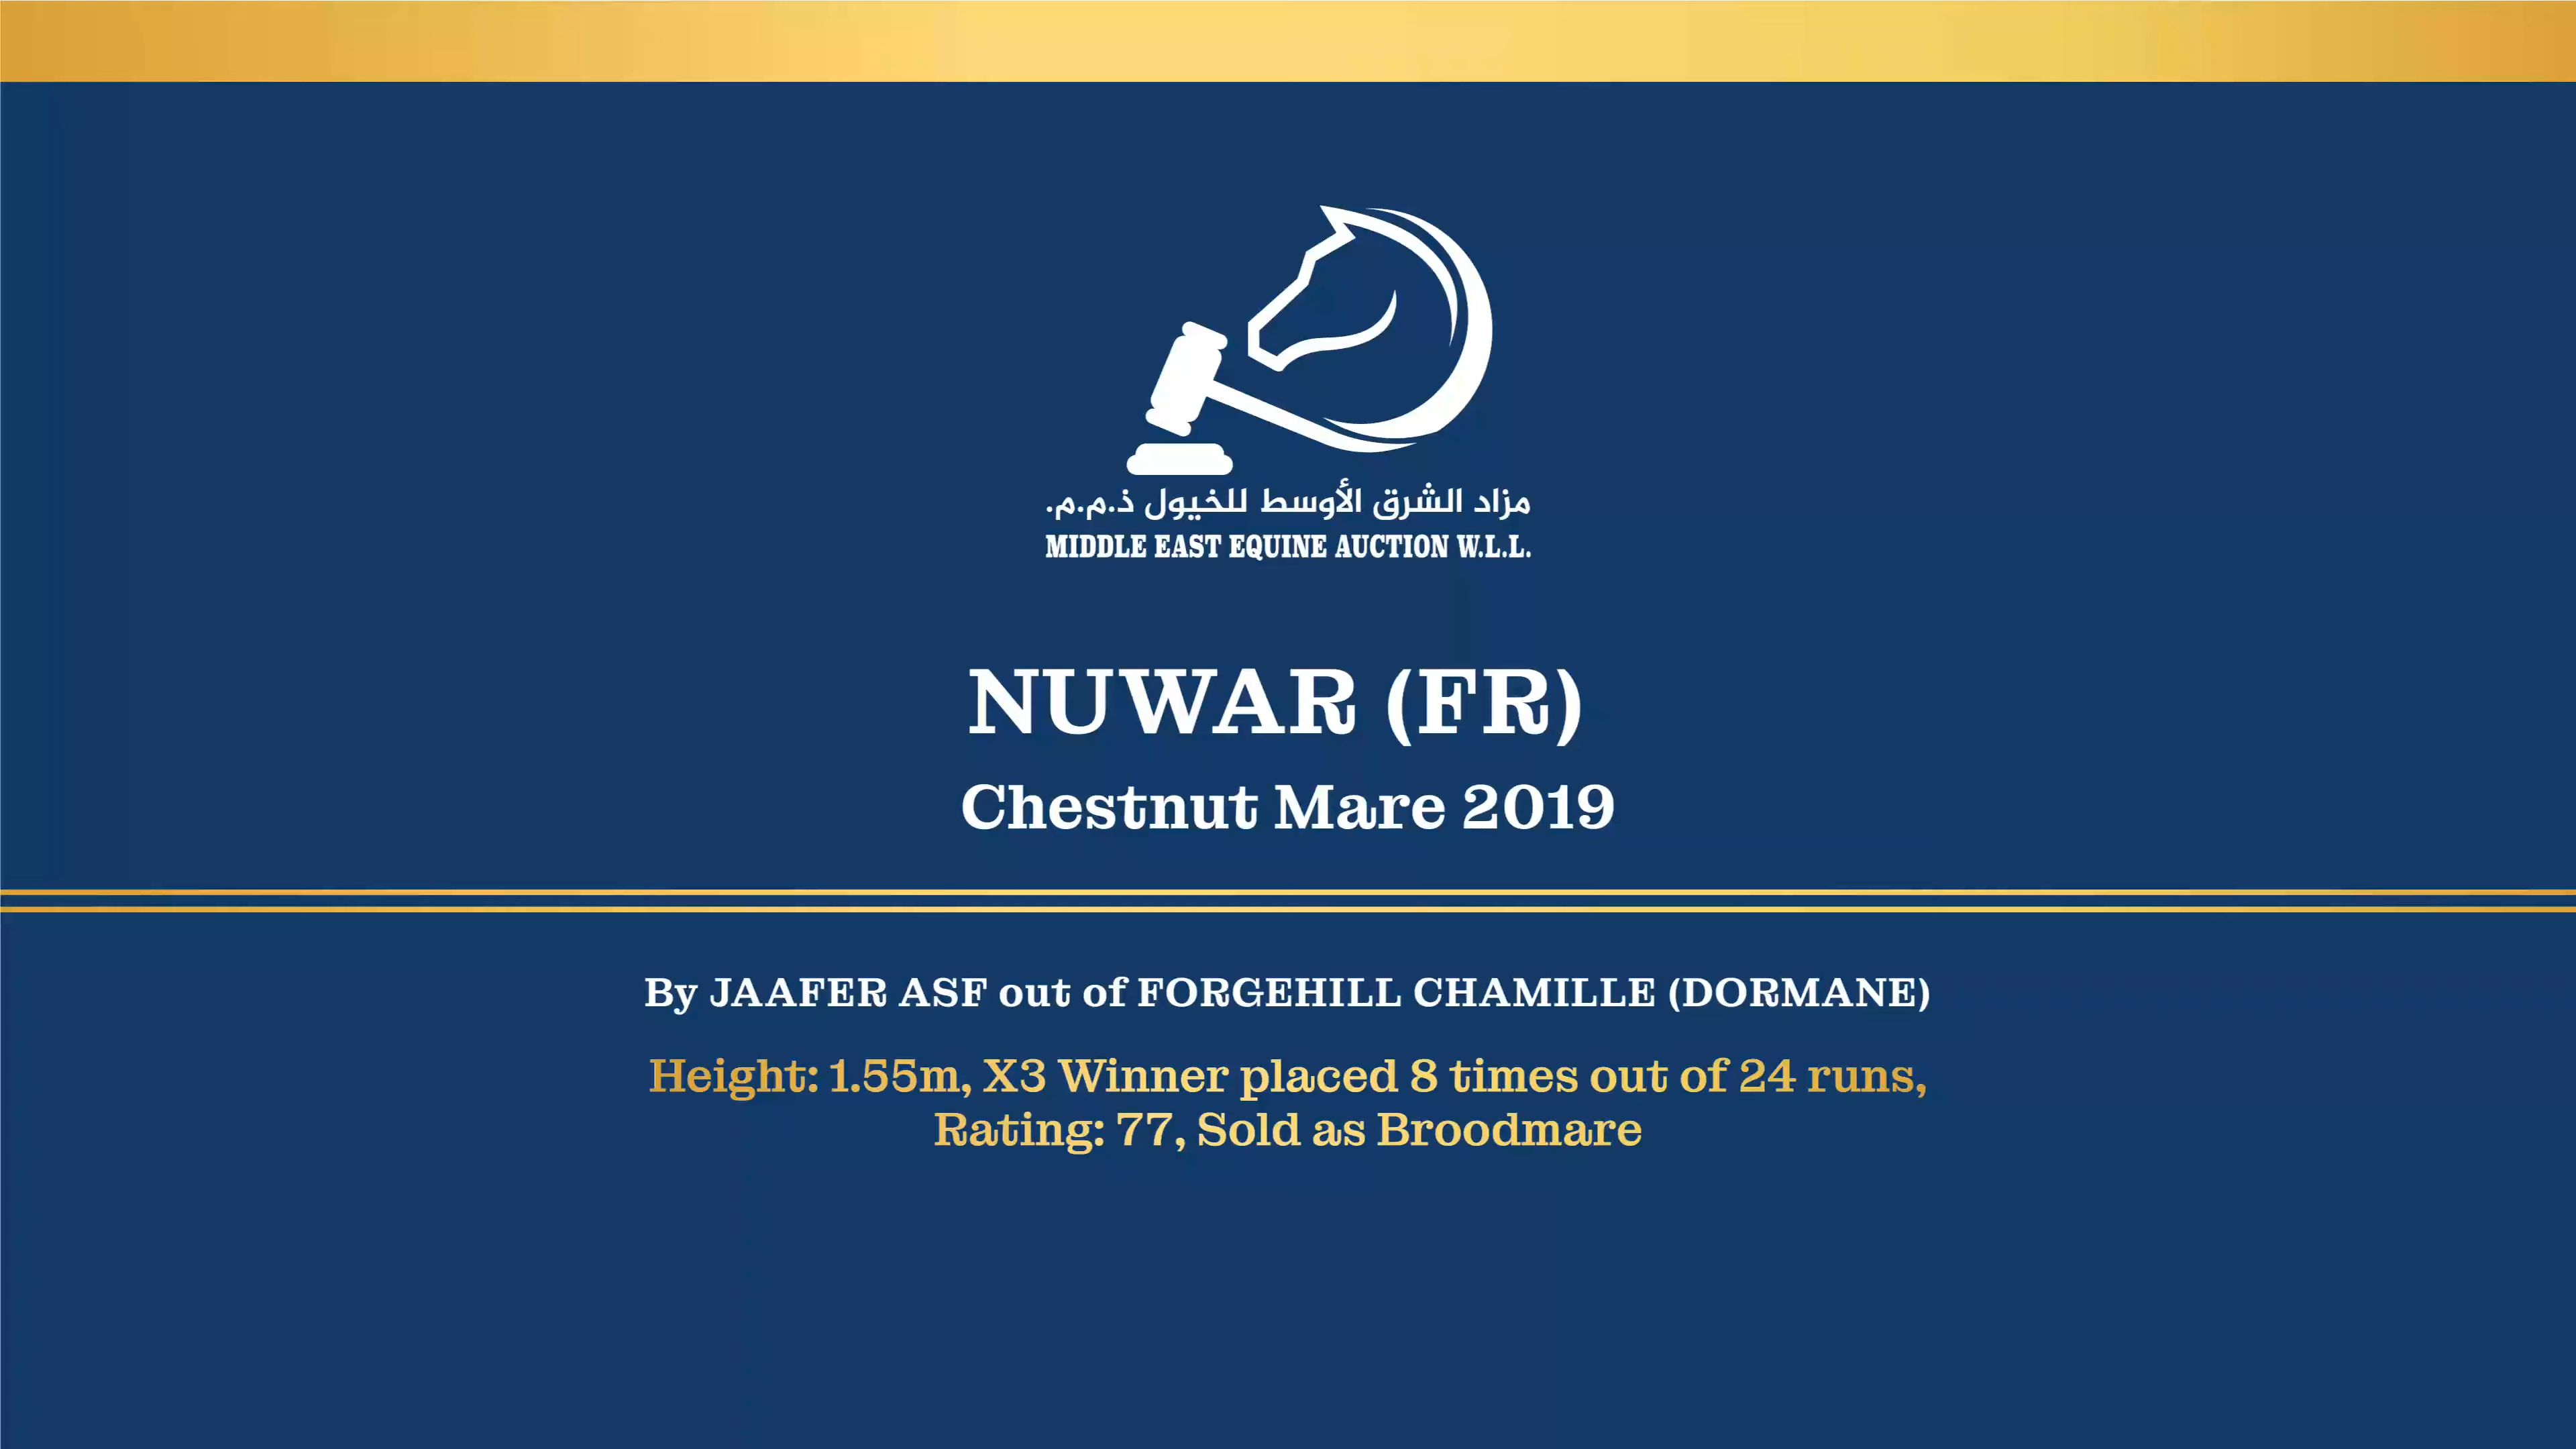 مزاد الشرق الأوسط للخيول ذ.م.م.
MIDDLE EAST EQUINE AUCTION W.L.L.
NUWAR (FR)
Chestnut Mare 2019
By JAAFER ASF out of FORGEHILL CHAMILLE (DORMANE)
Height: 1.55m, X3 Winner placed 8 times out of 24 runs,
Rating: 77, Sold as Broodmare